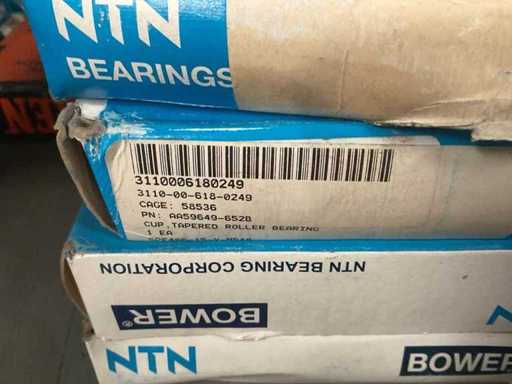 NTN
BEARINGS
3110006180249
3110-00-618-0249
CAGE: 58536
PN: AA59649-652B
CUP, TAPERED ROLLER BEARING
1 EA
NTN BEARING CORPORATION
BOWER®
NTN
BOWER